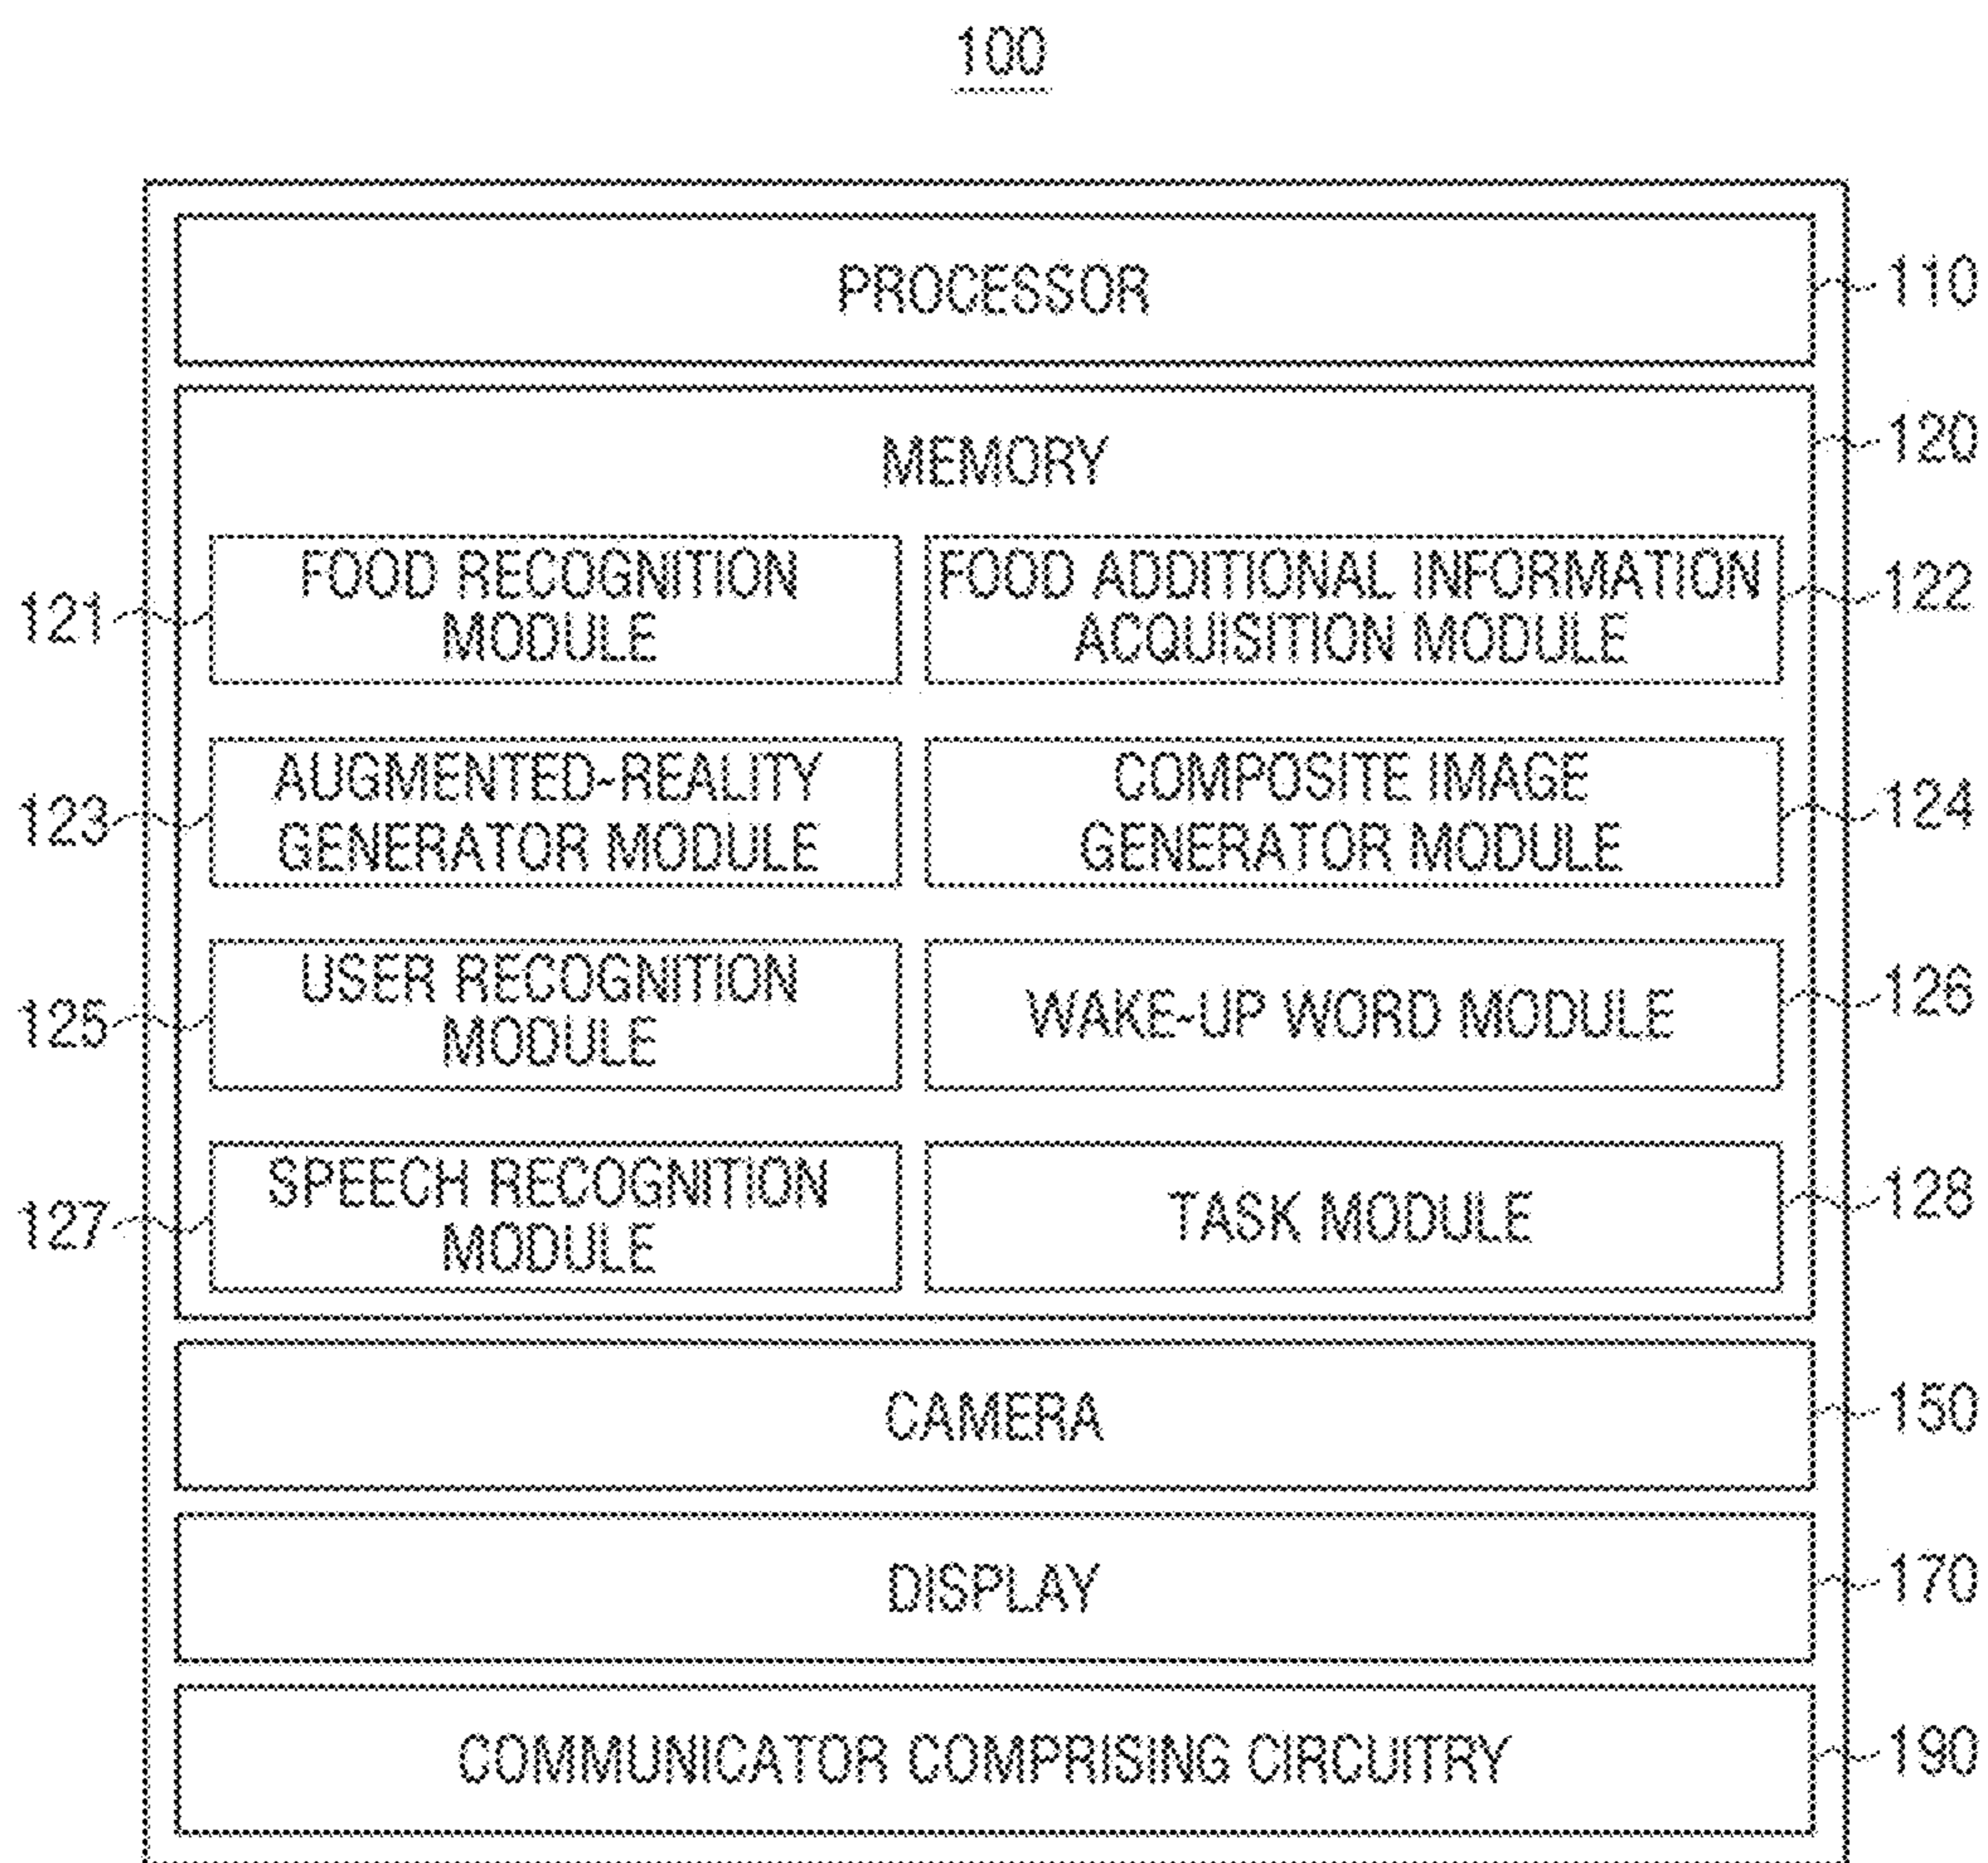 100
PROCESSOR
110
MEMORY
120
FOOD RECOGNITION
MODULE
121
FOOD ADDITIONAL INFORMATION
ACQUISITION MODULE
122
AUGMENTED-REALITY
GENERATOR MODULE
123
COMPOSITE IMAGE
GENERATOR MODULE
124
USER RECOGNITION
MODULE
125
WAKE-UP WORD MODULE
126
SPEECH RECOGNITION
MODULE
127
TASK MODULE
128
CAMERA
150
DISPLAY
170
COMMUNICATOR COMPRISING CIRCUITRY
190